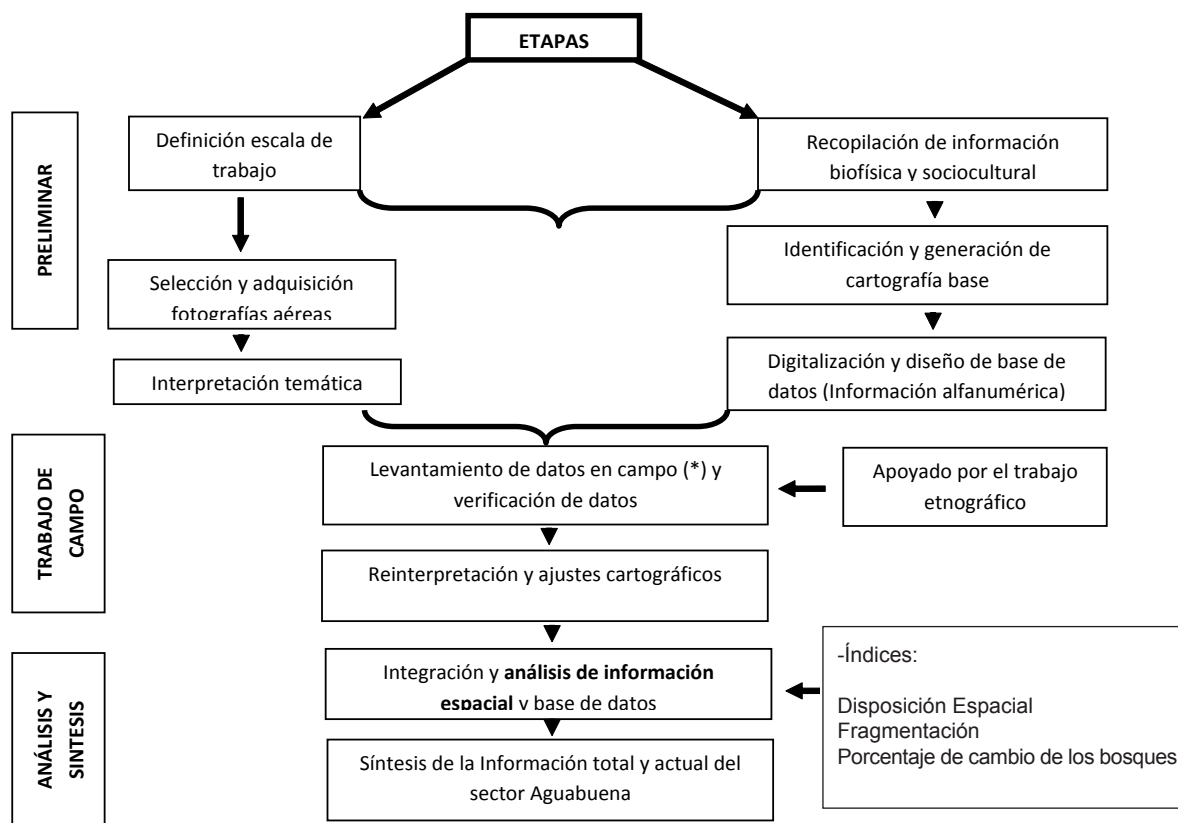 ETAPAS
PRELIMINAR
Definición escala de
trabajo
Recopilación de información
biofísica y sociocultural
Selección y adquisición
fotografías aéreas
Identificación y generación de
cartografía base
Interpretación temática
Digitalización y diseño de base de
datos (Información alfanumérica)
TRABAJO DE
CAMPO
Levantamiento de datos en campo (*) y
verificación de datos
Apoyado por el trabajo
etnográfico
Reinterpretación y ajustes cartográficos
ANÁLISIS Y
SINTESIS
Integración y análisis de información
espacial y base de datos
-Índices:
Disposición Espacial
Fragmentación
Porcentaje de cambio de los bosques
Síntesis de la Información total y actual del
sector Aguabuena